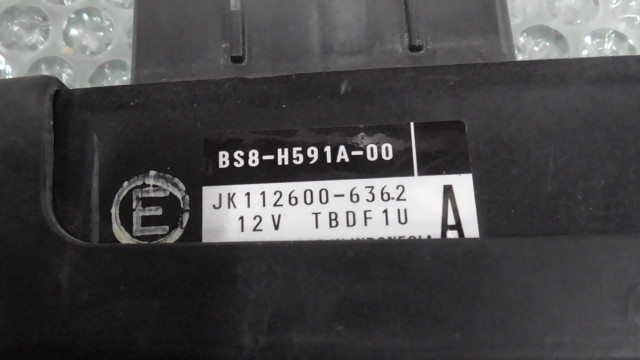 BS8-H591A-00
JK112600-6362
12V TBDF1U
A
E